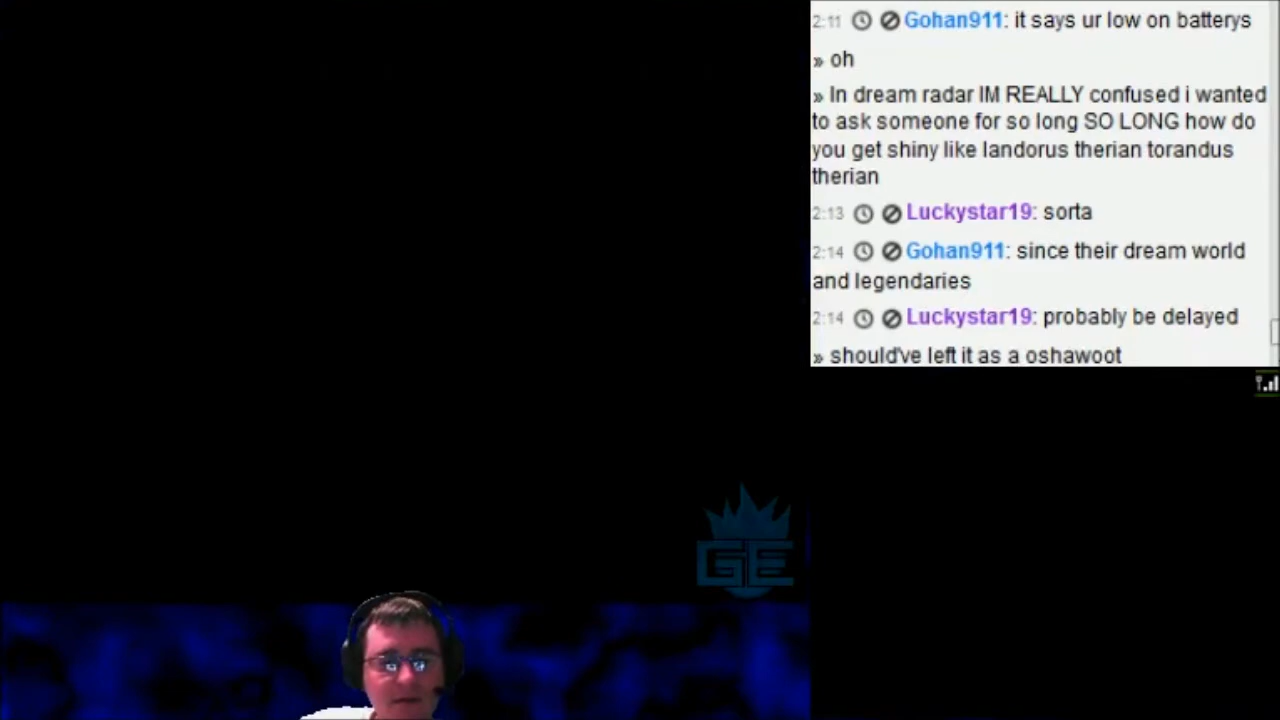 2:11 Gohan911: it says ur low on batterys
» oh
» In dream radar IM REALLY confused i wanted
to ask someone for so long SO LONG how do
you get shiny like landorus therian torandus
therian
2:13 Luckystar19: sorta
2:14 Gohan911: since their dream world
and legendaries
2:14 Luckystar19: probably be delayed
» should've left it as a oshawoot
GE